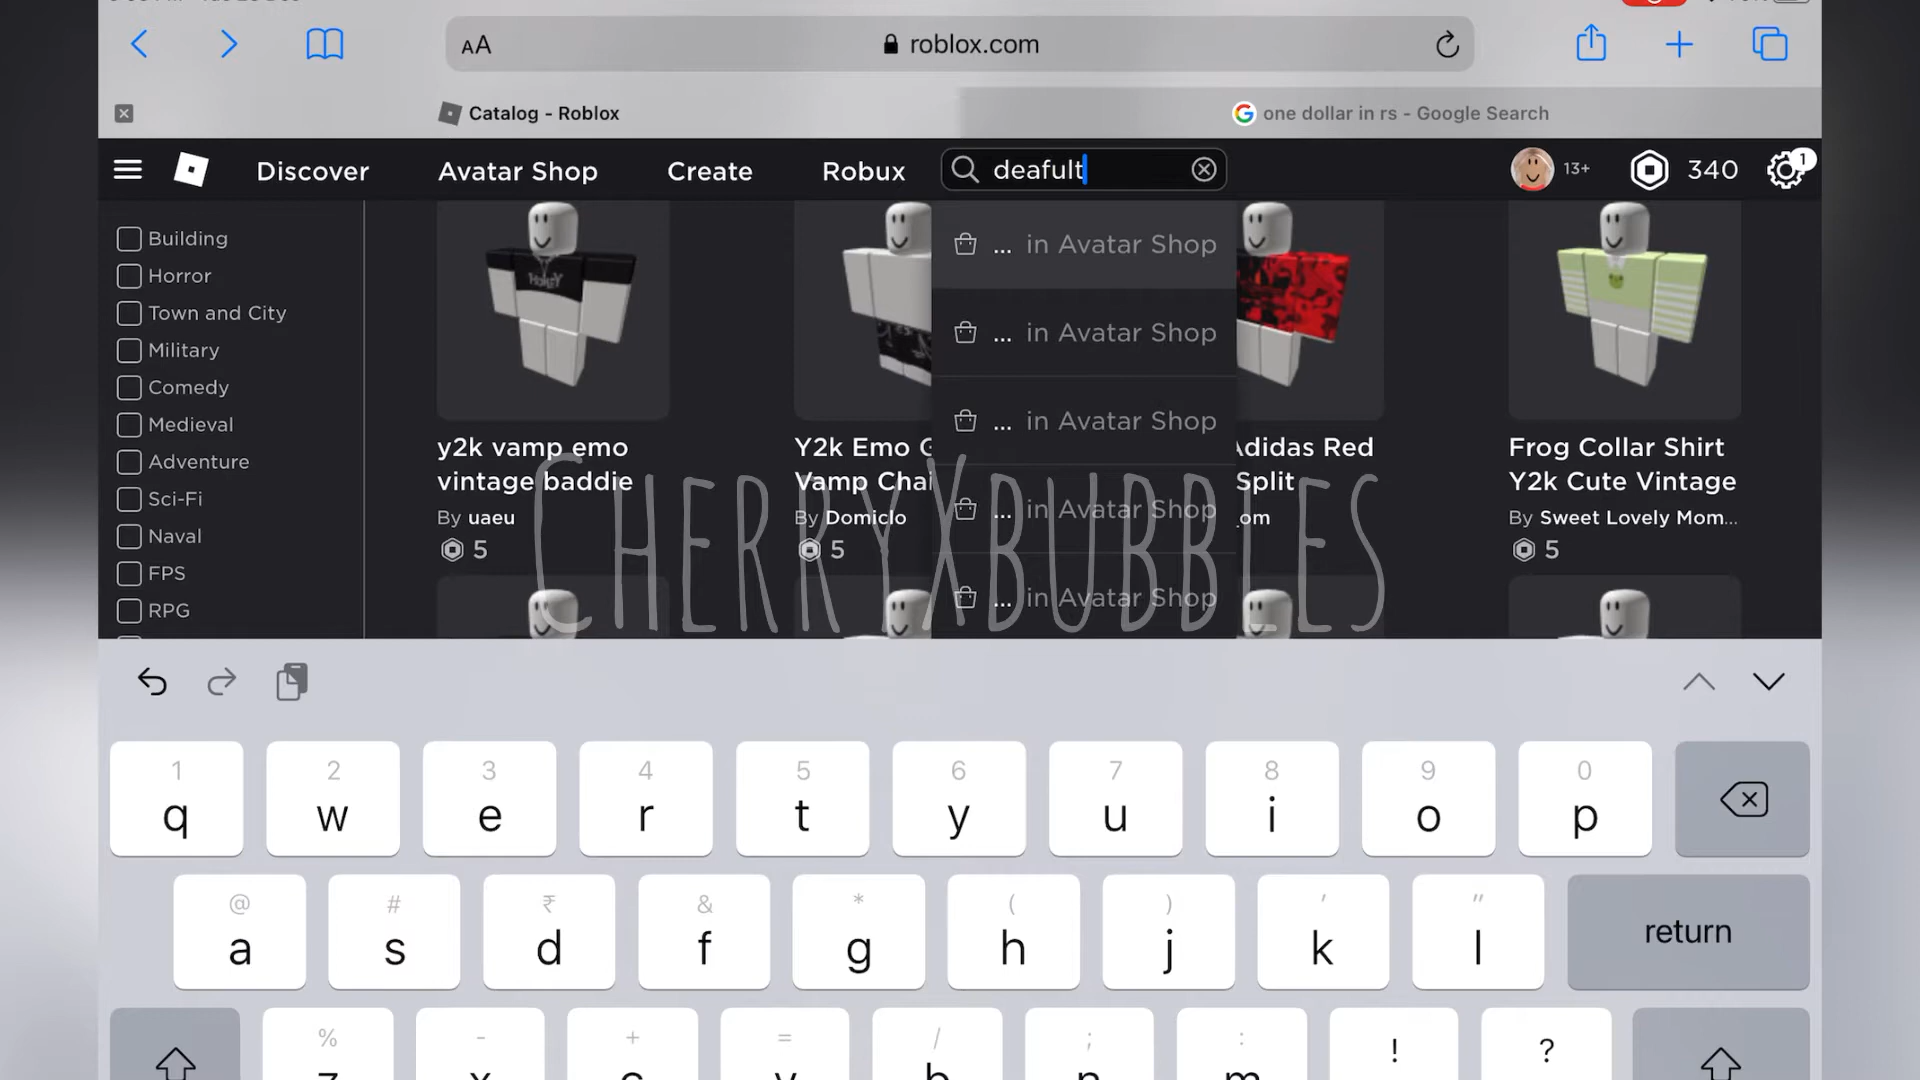 AA
roblox.com
Catalog - Roblox
one dollar in rs - Google Search
Discover
Avatar Shop
Create
Robux
deafult
13+
340
1
Building
Horror
Town and City
Military
Comedy
Medieval
Adventure
Sci-Fi
Naval
FPS
RPG
... in Avatar Shop
... in Avatar Shop
... in Avatar Shop
... in Avatar Shop
... in Avatar Shop
HONEY
y2k vamp emo
vintage baddie
By uaeu
5
Y2k Emo
Vamp
By Domiclo
5
Adidas Red
Split
om
Frog Collar Shirt
Y2k Cute Vintage
By Sweet Lovely Mom...
5
CherryXbubbles
1 2 3 4 5 6 7 8 9 0
q w e r t y u i o p
@ # ₹ & * ( ) ' "
a s d f g h j k l
return
% - + = / ; :
z x c v b n m ! ?